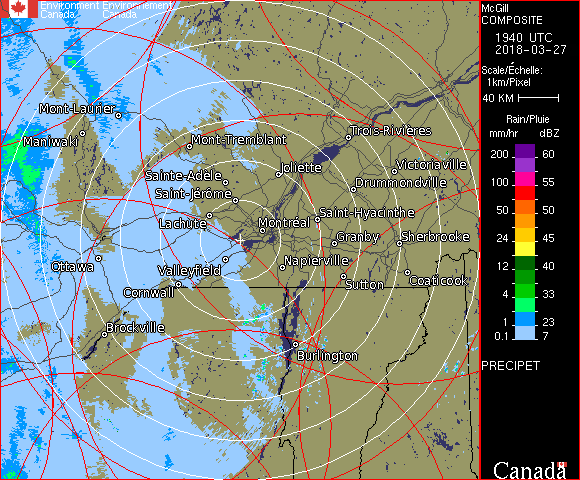 Environment Environnement
Canada Canada
McGill
COMPOSITE
1940 UTC
2018-03-27
Scale/Échelle:
1km/Pixel
40 KM
Rain/Pluie
mm/hr dBZ
200 60
100 55
50 50
24 45
12 40
4 33
1 23
0.1 7
PRECIPET
Canada
Mont-Laurier
Maniwaki
Mont-Tremblant
Trois-Rivières
Sainte-Adèle
Joliette
Victoriaville
Saint-Jérôme
Drummondville
Lachute
Montréal
Saint-Hyacinthe
Granby
Sherbrooke
Ottawa
Valleyfield
Napierville
Cornwall
Sutton
Coaticook
Brockville
Burlington